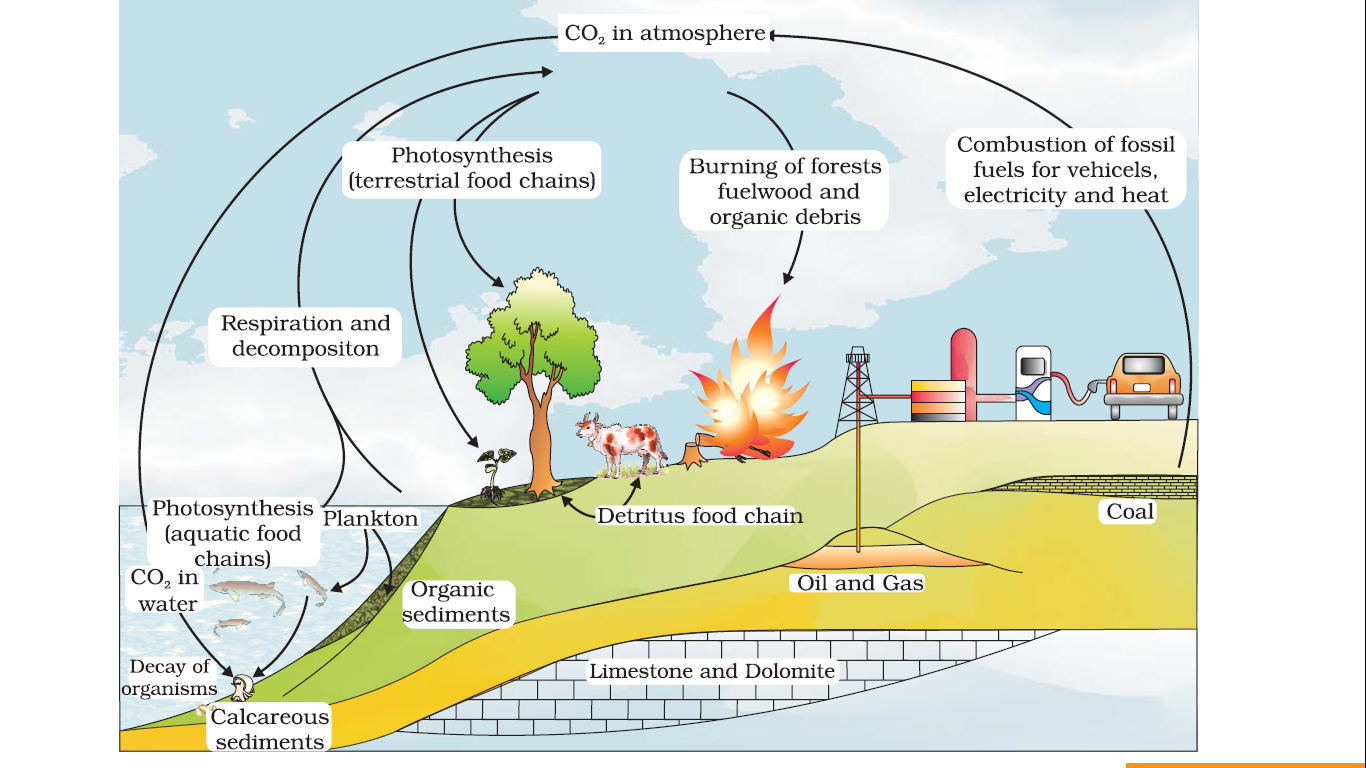 CO₂ in atmosphere
Photosynthesis
(terrestrial food chains)
Burning of forests
fuelwood and
organic debris
Combustion of fossil
fuels for vehicels,
electricity and heat
Respiration and
decompositon
Photosynthesis
(aquatic food
chains)
Plankton
Detritus food chain
Coal
CO₂ in
water
Organic
sediments
Oil and Gas
Decay of
organisms
Limestone and Dolomite
Calcareous
sediments